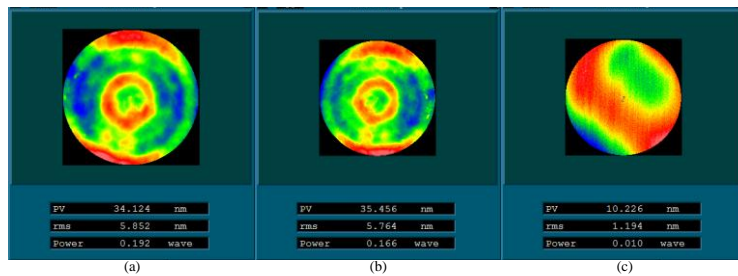 PV 34.124 nm
rms 5.852 nm
Power 0.192 wave
(a)
PV 35.456 nm
rms 5.764 nm
Power 0.166 wave
(b)
PV 10.226 nm
rms 1.194 nm
Power 0.010 wave
(c)